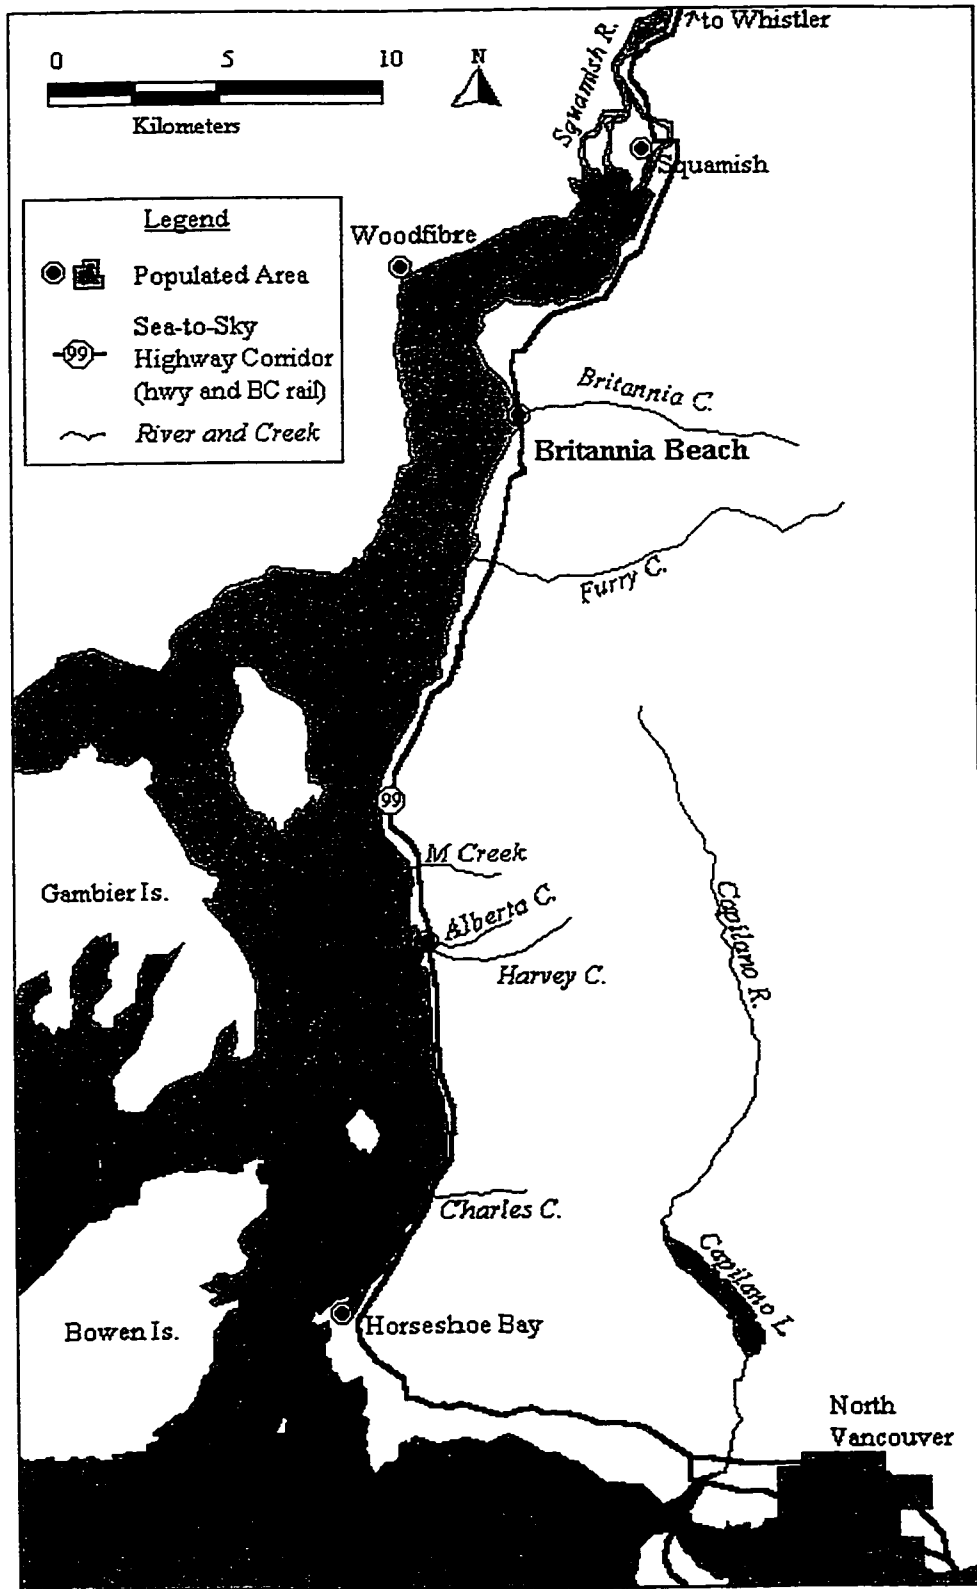 to Whistler
0 5 10
N
Kilometers
Squamish R.
Squamish
Legend
Populated Area
Sea-to-Sky
99 Highway Corridor
(hwy and BC rail)
River and Creek
Woodfibre
Britannia C.
Britannia Beach
Furry C.
99
M Creek
Gambier Is.
Alberta C.
Harvey C.
Capilano R.
Charles C.
Capilano L.
Bowen Is.
Horseshoe Bay
North
Vancouver